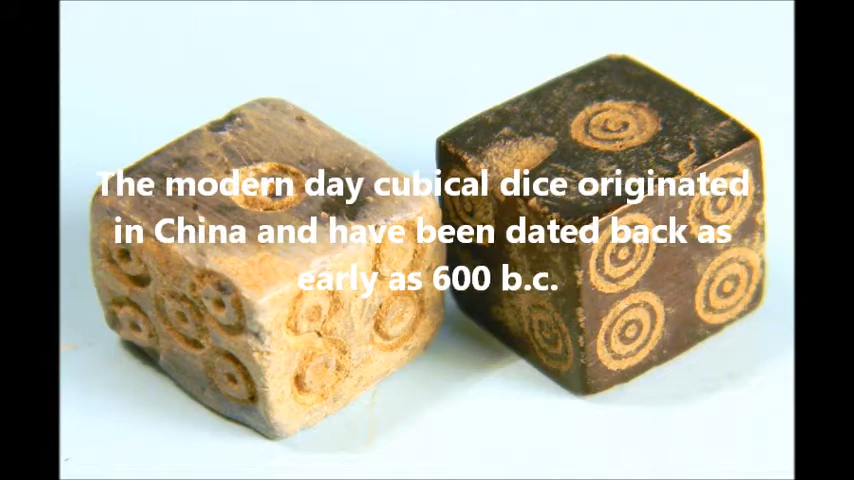 The modern day cubical dice originated
in China and have been dated back as
early as 600 b.c.